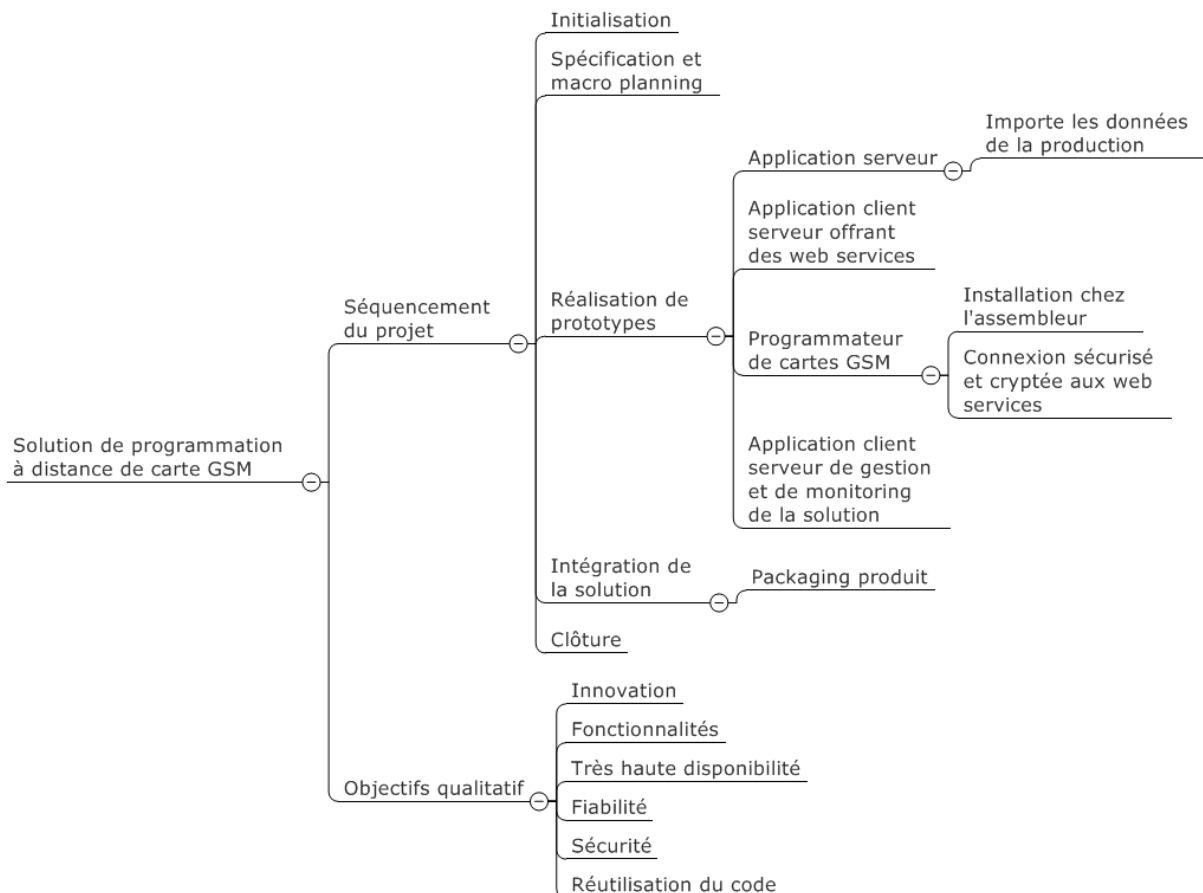 Initialisation
Spécification et
macro planning
Importe les données
de la production
Application serveur
Application client
serveur offrant
des web services
Séquencement
du projet
Réalisation de
prototypes
Installation chez
l'assembleur
Programmateur
de cartes GSM
Connexion sécurisé
et cryptée aux web
services
Solution de programmation
à distance de carte GSM
Application client
serveur de gestion
et de monitoring
de la solution
Intégration de
la solution
Packaging produit
Clôture
Innovation
Fonctionnalités
Très haute disponibilité
Objectifs qualitatif
Fiabilité
Sécurité
Réutilisation du code